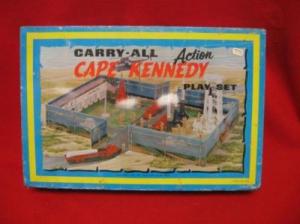 CARRY-ALL Action
CAPE KENNEDY
PLAY SET